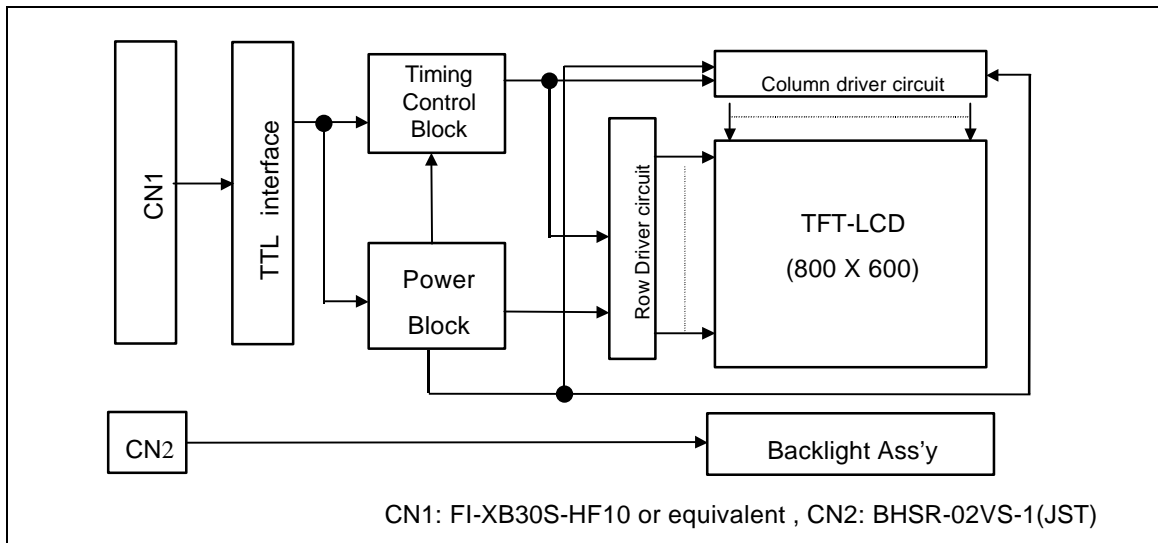 CN1
TTL interface
Timing
Control
Block
Power
Block
Row Driver circuit
Column driver circuit
TFT-LCD
(800 X 600)
CN2
Backlight Ass'y
CN1: FI-XB30S-HF10 or equivalent , CN2: BHSR-02VS-1(JST)